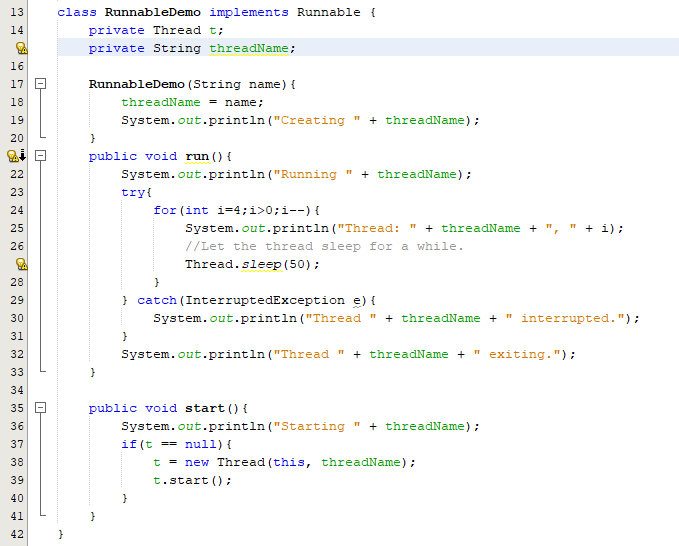 13 class RunnableDemo implements Runnable {
14     private Thread t;
    private String threadName;
16
17     RunnableDemo(String name){
18         threadName = name;
19         System.out.println("Creating " + threadName);
20     }
    public void run(){
22         System.out.println("Running " + threadName);
23         try{
24             for(int i=4;i>0;i--){
25                 System.out.println("Thread: " + threadName + ", " + i);
26                 //Let the thread sleep for a while.
                Thread.sleep(50);
28             }
29         } catch(InterruptedException e){
30             System.out.println("Thread " + threadName + " interrupted.");
31         }
32         System.out.println("Thread " + threadName + " exiting.");
33     }
34
35     public void start(){
36         System.out.println("Starting " + threadName);
37         if(t == null){
38             t = new Thread(this, threadName);
39             t.start();
40         }
41     }
42 }